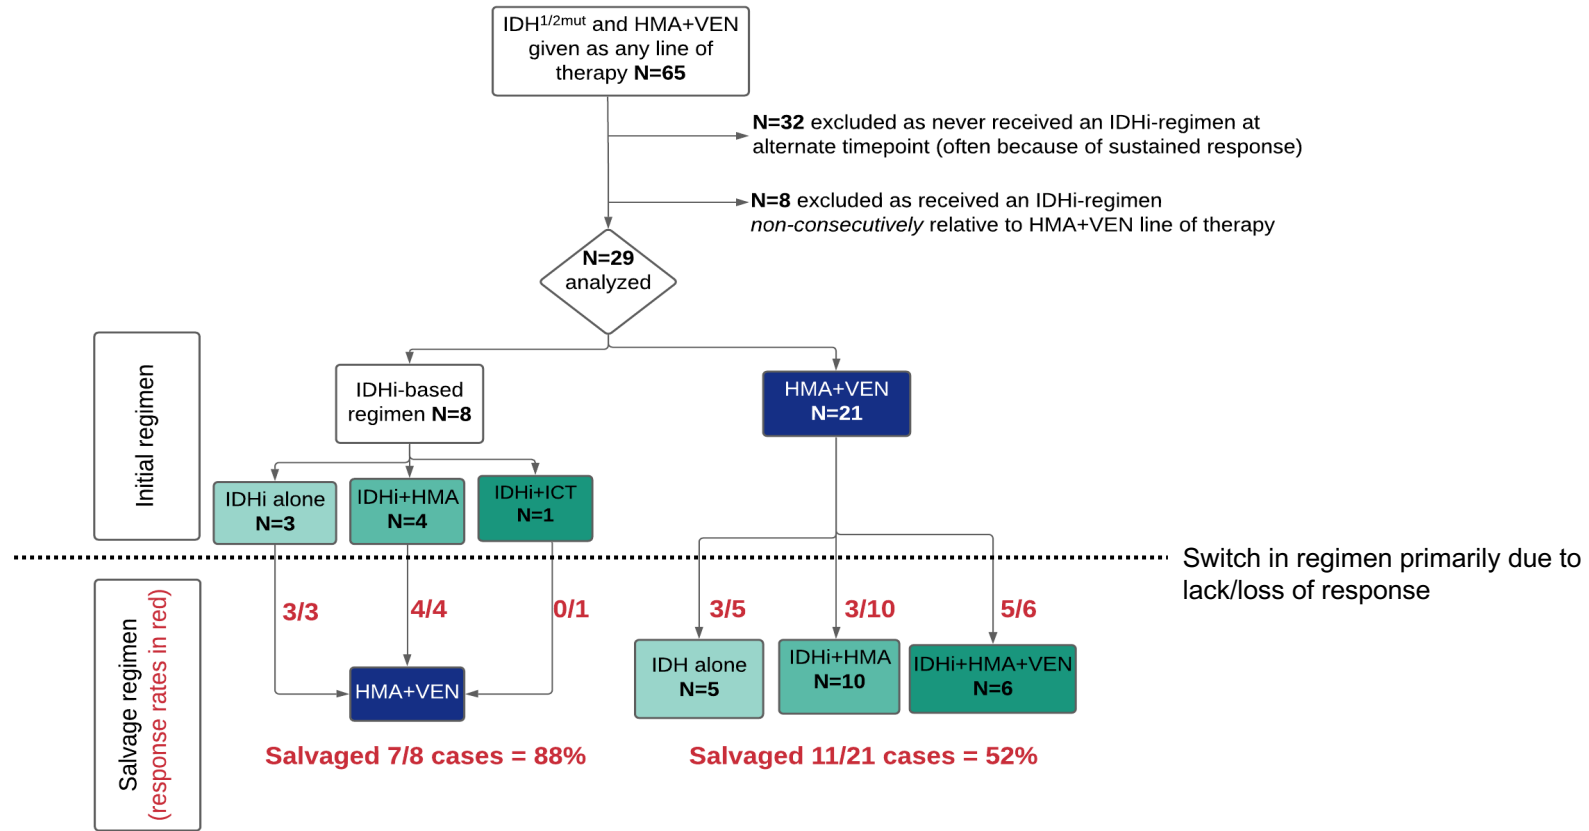 IDH1/2mut and HMA+VEN
given as any line of
therapy N=65
N=32 excluded as never received an IDHi-regimen at
alternate timepoint (often because of sustained response)
N=8 excluded as received an IDHi-regimen
non-consecutively relative to HMA+VEN line of therapy
N=29
analyzed
Initial regimen
IDHi-based
regimen N=8
HMA+VEN
N=21
IDHi alone
N=3
IDHi+HMA
N=4
IDHi+ICT
N=1
Switch in regimen primarily due to
lack/loss of response
Salvage regimen
(response rates in red)
3/3
4/4
0/1
3/5
3/10
5/6
HMA+VEN
IDH alone
N=5
IDHi+HMA
N=10
IDHi+HMA+VEN
N=6
Salvaged 7/8 cases = 88%
Salvaged 11/21 cases = 52%